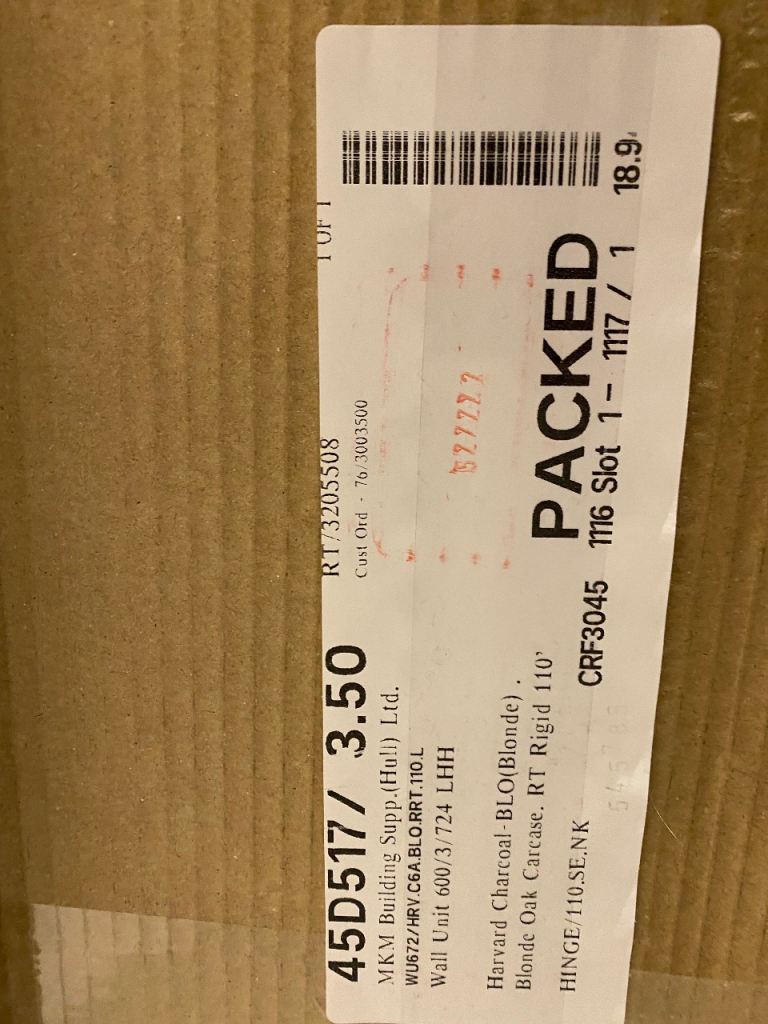 45D517/ 3.50 RT/3205508 1 OF 1
MKM Building Supp.(Hull) Ltd. Cust Ord - 76/3003500
WU672/HRV.C6A.BLO.RRT.110.L
Wall Unit 600/3/724 LHH
Harvard Charcoal-BLO(Blonde) .
Blonde Oak Carcase. RT Rigid 110'
PACKED
HINGE/110.SE.NK
CRF3045 1116 Slot 1- 1117 / 1 18.9